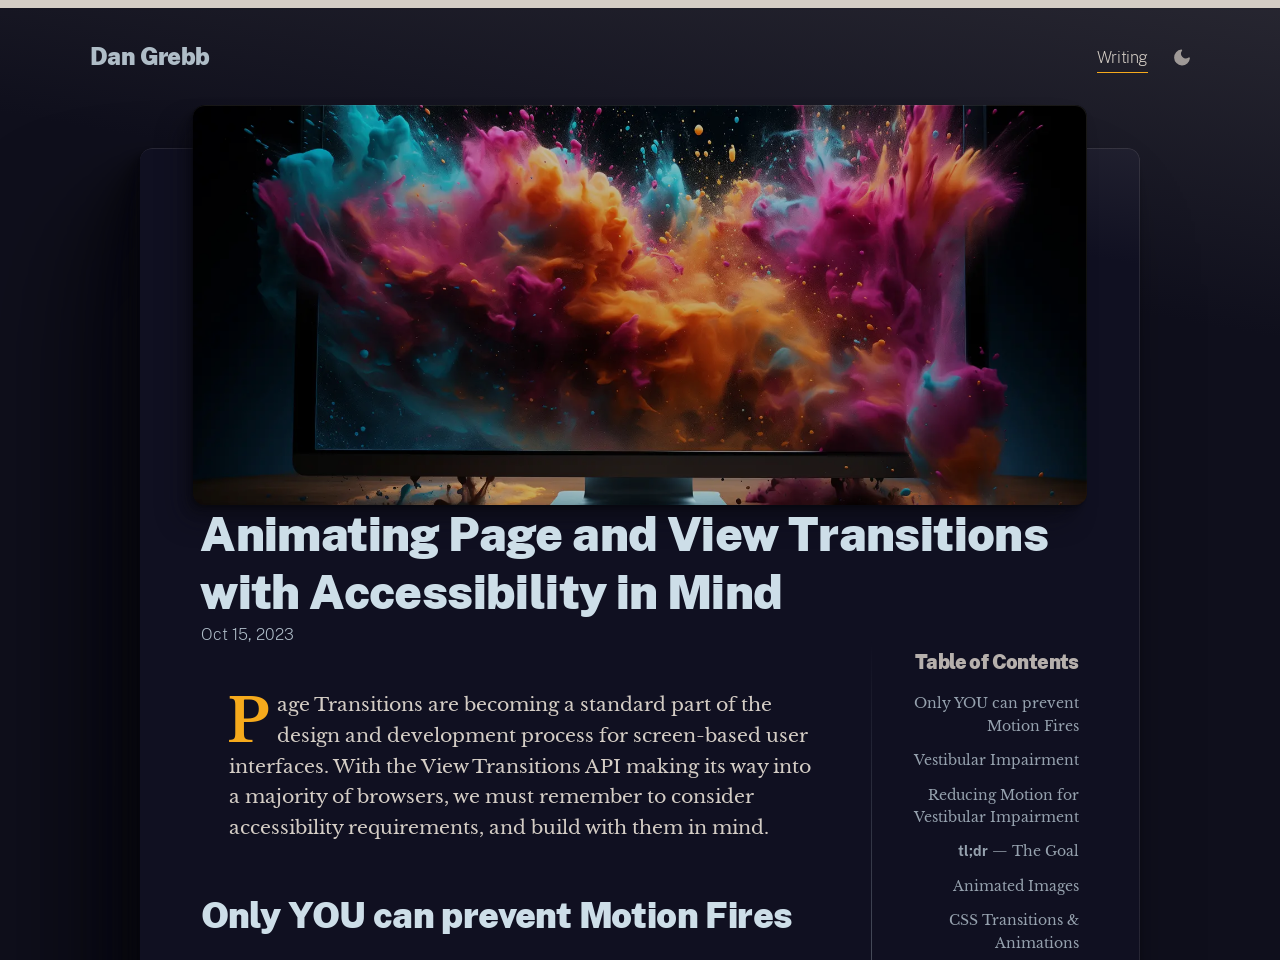 Dan Grebb
Writing
Animating Page and View Transitions
with Accessibility in Mind
Oct 15, 2023
Page Transitions are becoming a standard part of the
design and development process for screen-based user
interfaces. With the View Transitions API making its way into
a majority of browsers, we must remember to consider
accessibility requirements, and build with them in mind.
Only YOU can prevent Motion Fires
Table of Contents
Only YOU can prevent
Motion Fires
Vestibular Impairment
Reducing Motion for
Vestibular Impairment
tl;dr — The Goal
Animated Images
CSS Transitions &
Animations